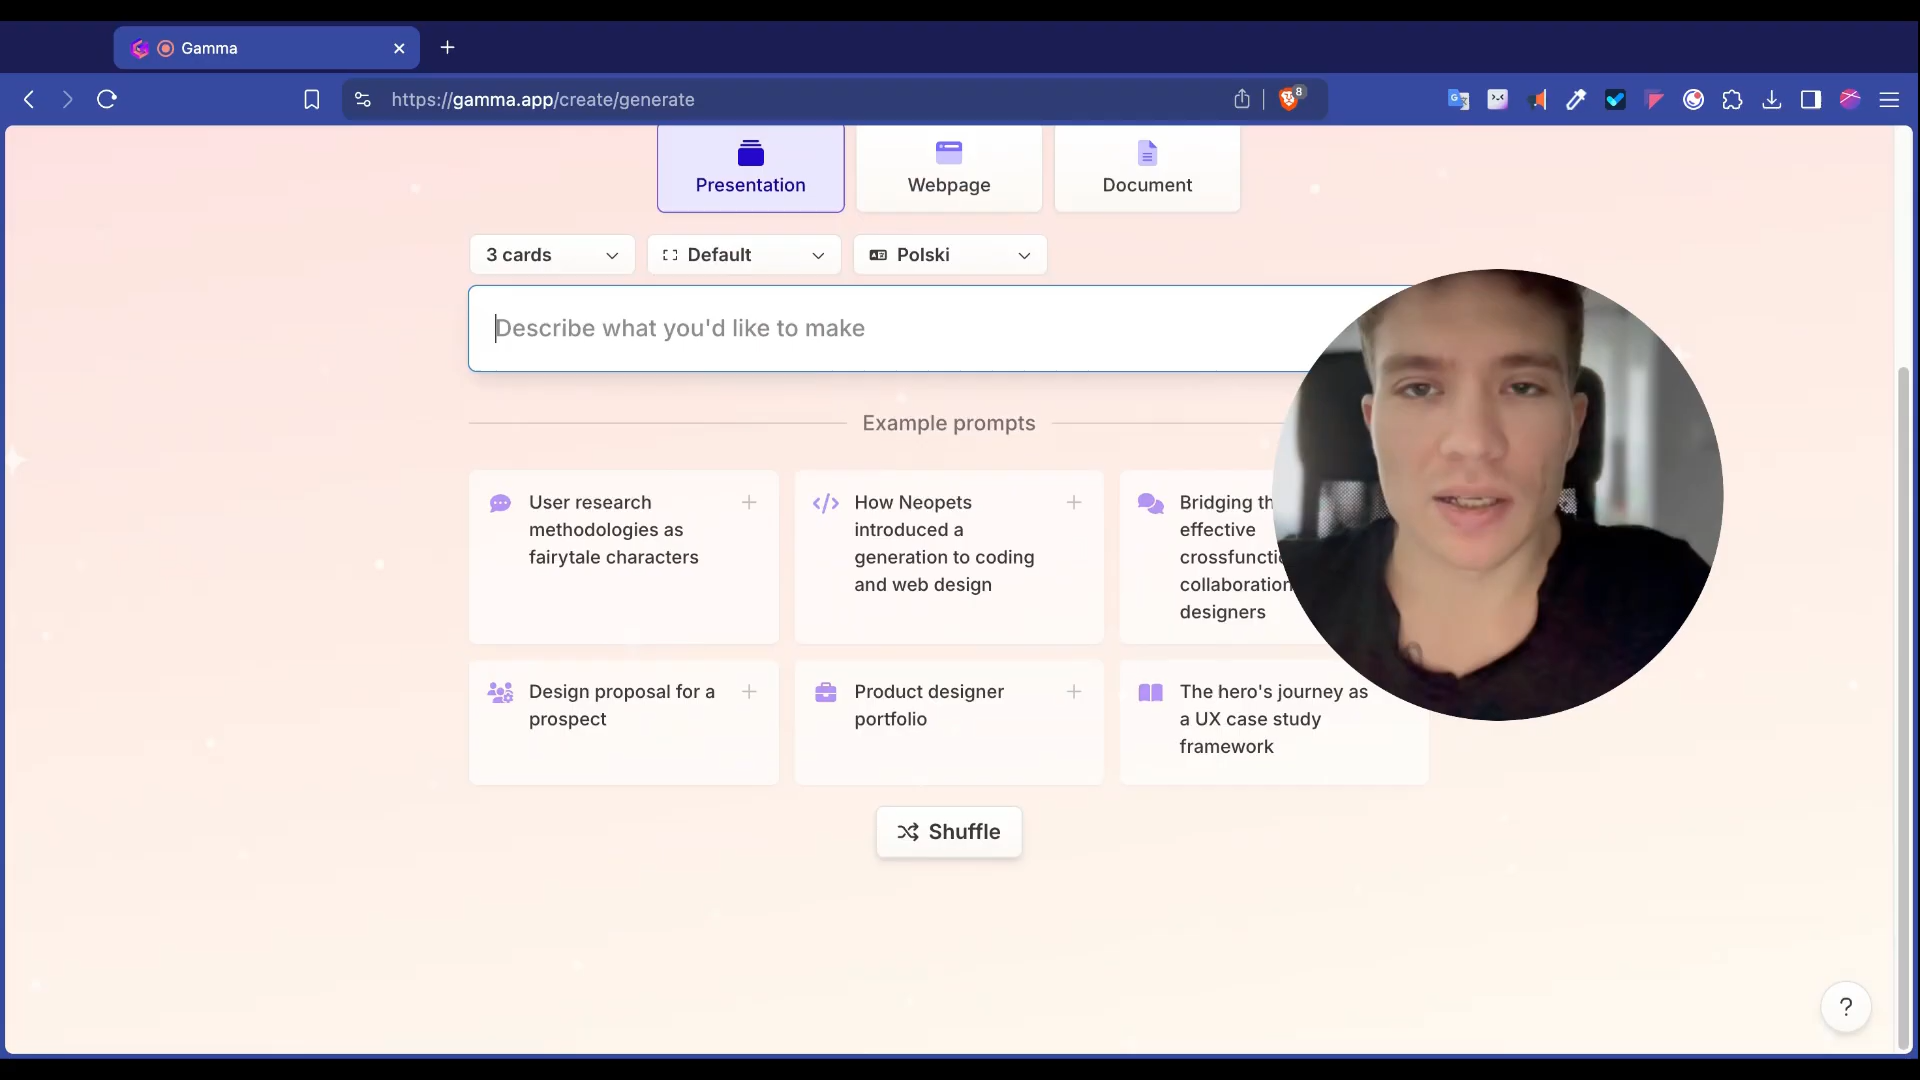 Gamma
https://gamma.app/create/generate
8
Presentation
Webpage
Document
3 cards
Default
Polski
Describe what you'd like to make
Example prompts
User research
methodologies as
fairytale characters
How Neopets
introduced a
generation to coding
and web design
Bridging
effective
collaboration
designers
Design proposal for a
prospect
Product designer
portfolio
The hero's journey as
a UX case study
framework
Shuffle
?